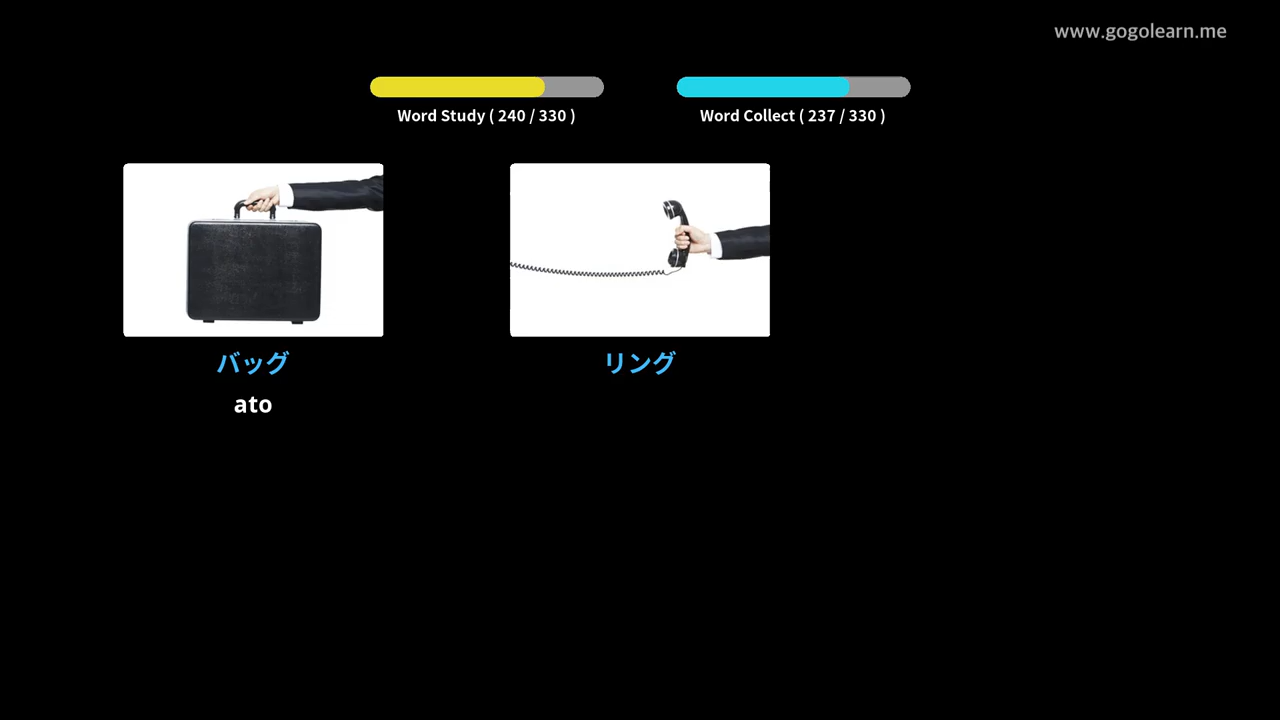 www.gogolearn.me
Word Study ( 240 / 330 )
Word Collect ( 237 / 330 )
バッグ
リング
ato